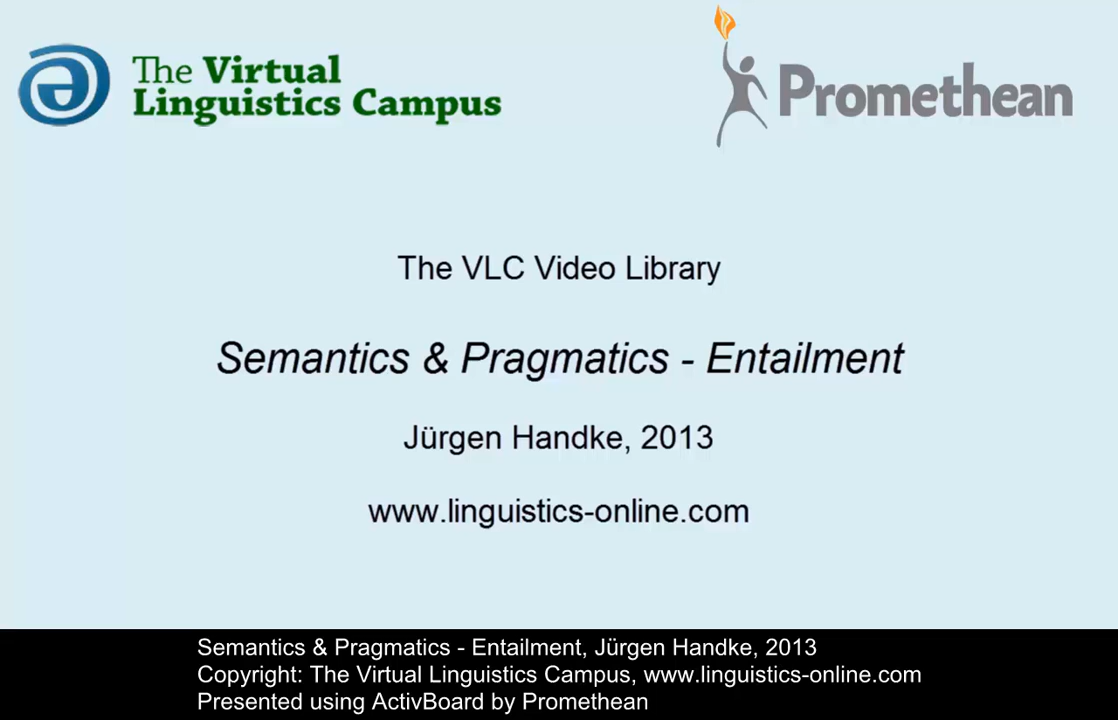 The Virtual
Linguistics Campus
Promethean
The VLC Video Library
Semantics & Pragmatics - Entailment
Jürgen Handke, 2013
www.linguistics-online.com
Semantics & Pragmatics - Entailment, Jürgen Handke, 2013
Copyright: The Virtual Linguistics Campus, www.linguistics-online.com
Presented using ActivBoard by Promethean